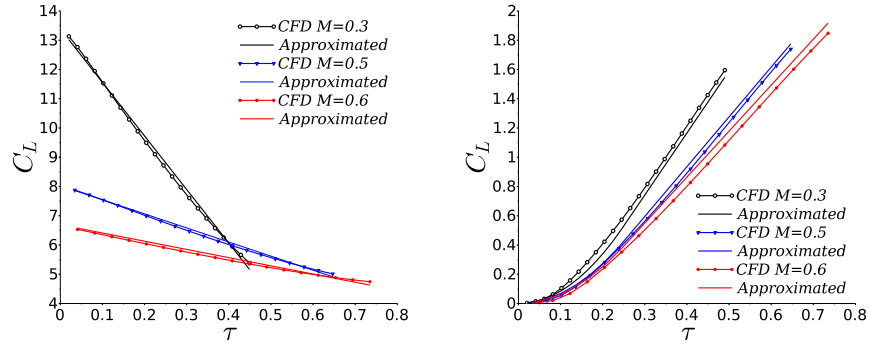 14
13
12
11
10
9
8
7
6
5
4
C_L
0 0.1 0.2 0.3 0.4 0.5 0.6 0.7 0.8
τ
CFD M=0.3
Approximated
CFD M=0.5
Approximated
CFD M=0.6
Approximated
2
1.8
1.6
1.4
1.2
1
0.8
0.6
0.4
0.2
0
C_L
0 0.1 0.2 0.3 0.4 0.5 0.6 0.7 0.8
τ
CFD M=0.3
Approximated
CFD M=0.5
Approximated
CFD M=0.6
Approximated